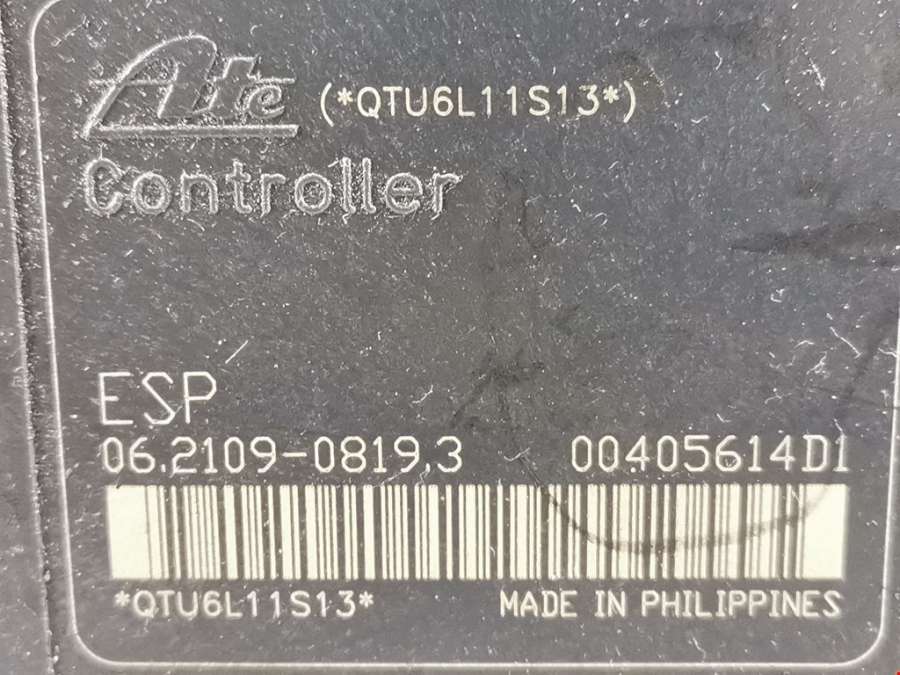 Ate (*QTU6L11S13*)
Controller
ESP
06.2109-0819.3 00405614D1
*QTU6L11S13* MADE IN PHILIPPINES